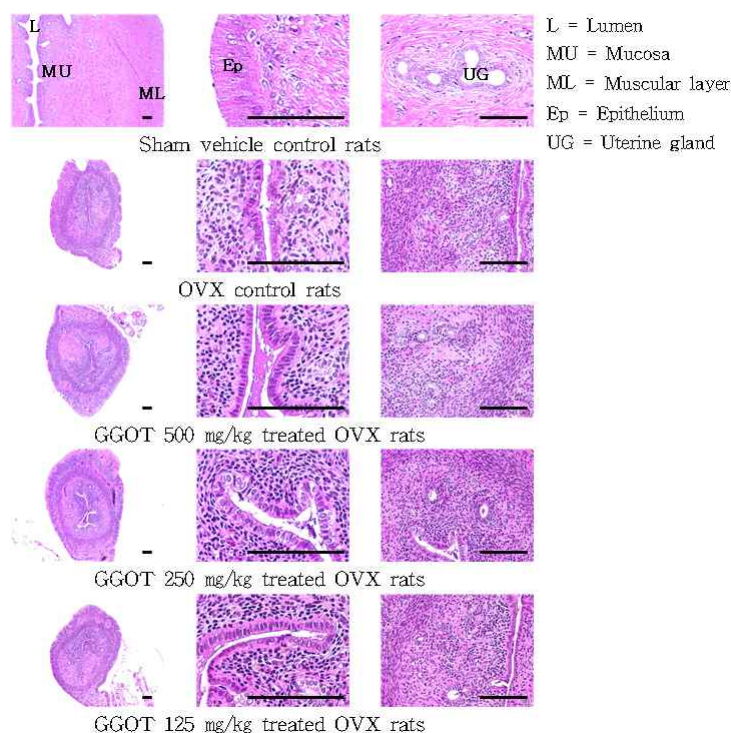 L
MU
ML
Ep
UG
L = Lumen
MU = Mucosa
ML = Muscular layer
Ep = Epithelium
UG = Uterine gland
Sham vehicle control rats
OVX control rats
GGOT 500 mg/kg treated OVX rats
GGOT 250 mg/kg treated OVX rats
GGOT 125 mg/kg treated OVX rats